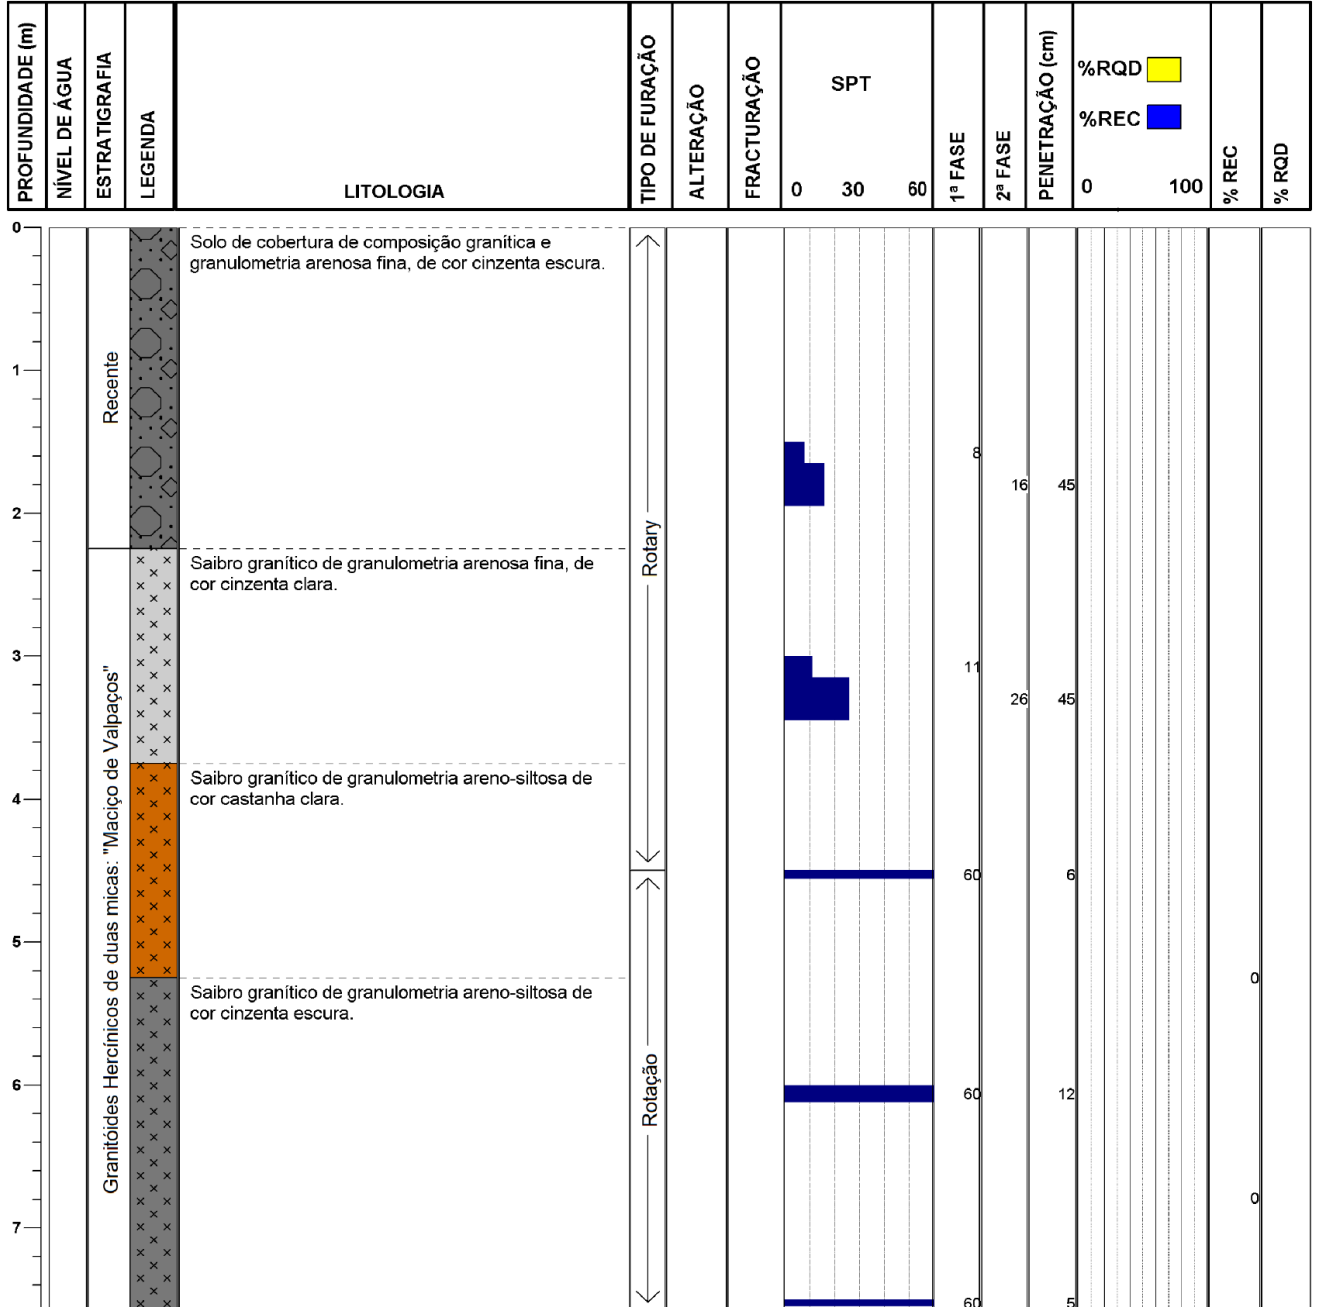 PROFUNDIDADE (m)
NÍVEL DE ÁGUA
ESTRATIGRAFIA
LEGENDA
LITOLOGIA
TIPO DE FURAÇÃO
ALTERAÇÃO
FRACTURAÇÃO
SPT
0 30 60
1ª FASE
2ª FASE
PENETRAÇÃO (cm)
%RQD
%REC
0 100
% REC
% RQD
0
Solo de cobertura de composição granítica e
granulometria arenosa fina, de cor cinzenta escura.
Recente
1
8
16 45
2
Rotary
Saibro granítico de granulometria arenosa fina, de
cor cinzenta clara.
3
11
26 45
Granitóides Hercínicos de duas micas: "Maciço de Valpaços"
Saibro granítico de granulometria areno-siltosa de
cor castanha clara.
4
60 6
5
0
Saibro granítico de granulometria areno-siltosa de
cor cinzenta escura.
Rotação
6
60 12
0
7
60 5